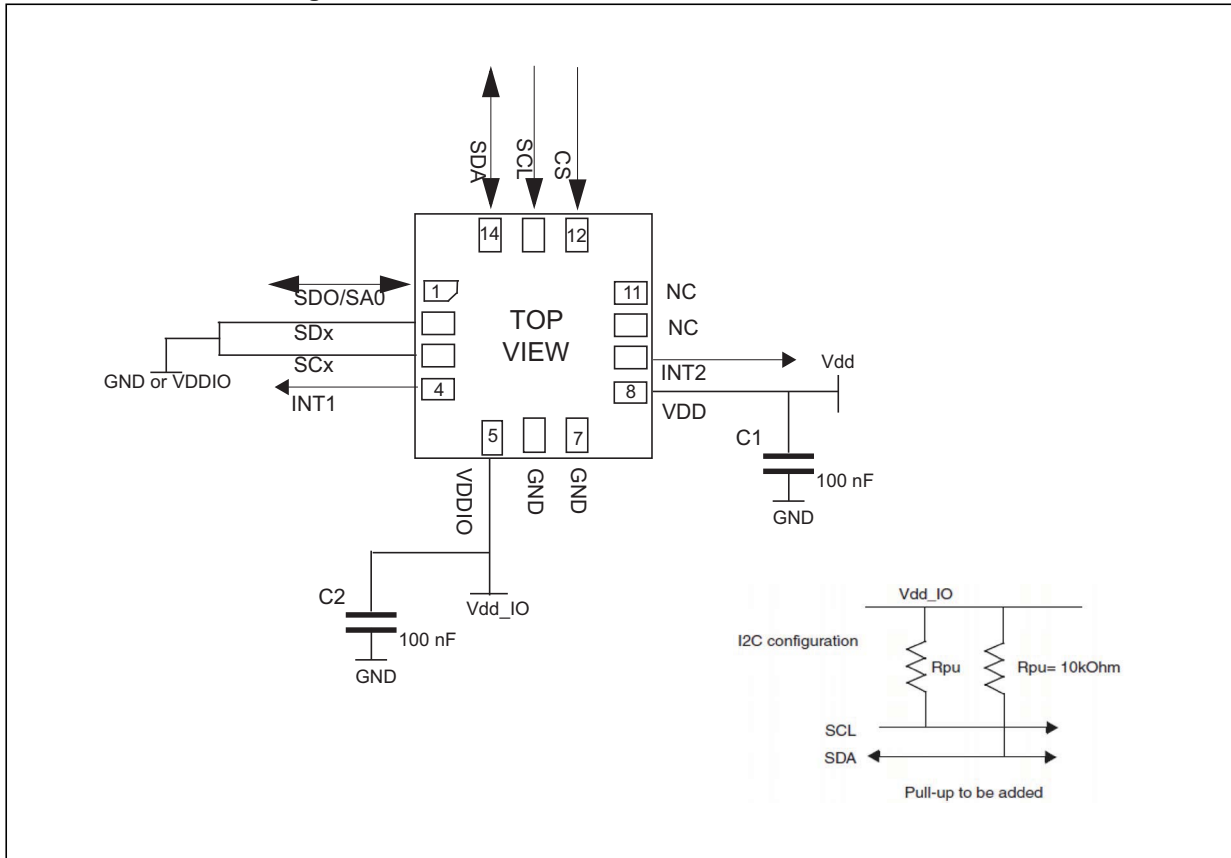 SDA
SCL
CS
14
12
1
11
NC
SDO/SA0
TOP
VIEW
NC
SDx
SCx
GND or VDDIO
INT1
4
INT2
8
VDD
Vdd
5
7
VDDIO
GND
GND
C1
100 nF
GND
C2
100 nF
GND
Vdd_IO
Vdd_IO
I2C configuration
Rpu
Rpu= 10kOhm
SCL
SDA
Pull-up to be added